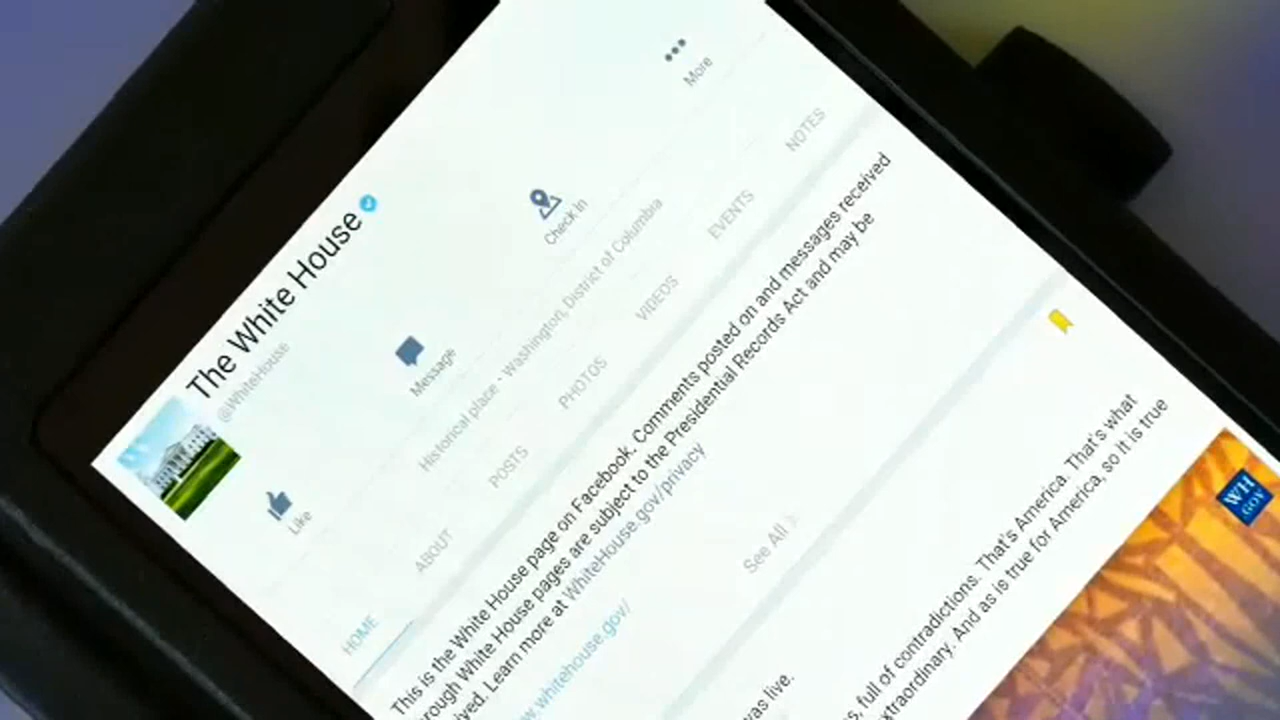 The White House
@WhiteHouse
Like
Message
Check In
More
Historical place - Washington, District of Columbia
HOME
ABOUT
POSTS
PHOTOS
VIDEOS
EVENTS
NOTES
This is the White House page on Facebook. Comments posted on and messages received
rough White House pages are subject to the Presidential Records Act and may be
ived. Learn more at WhiteHouse.gov/privacy
w.whitehouse.gov/
See All
was live.
s, full of contradictions. That's America. That's what
xtraordinary. And as is true for America, so it is true
WH
GOV